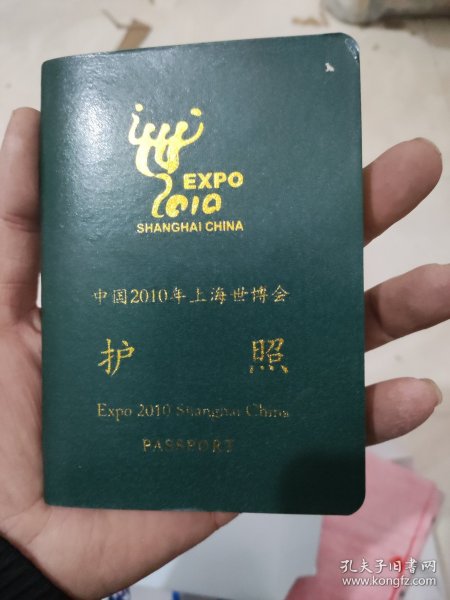 EXPO
2010
SHANGHAI CHINA
中国2010年上海世博会
护 照
Expo 2010 Shanghai China
PASSPORT
孔夫子旧书网
www.kongfz.com